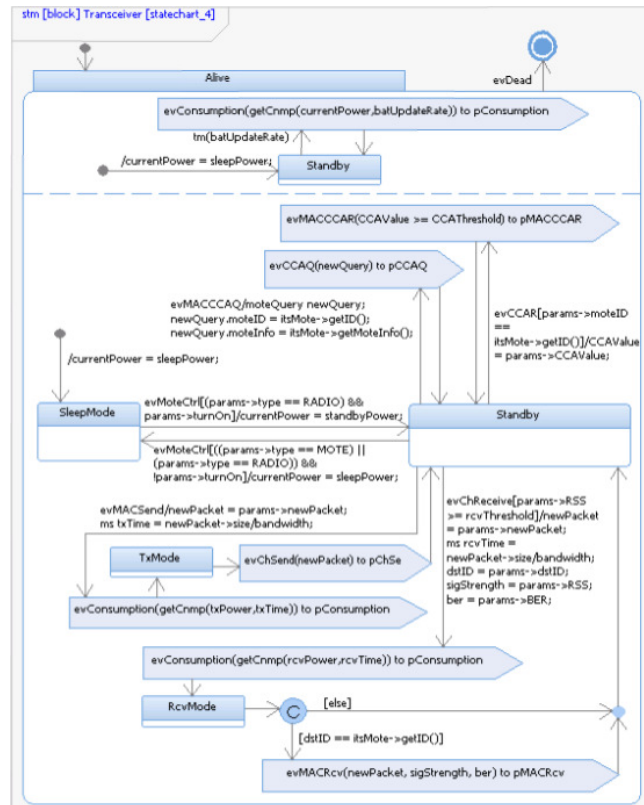 stm [block] Transceiver [statechart_4]
Alive
evDead
evConsumption(getCnmp(currentPower,batUpdateRate)) to pConsumption
tm(batUpdateRate)
/currentPower = sleepPower;
Standby
evMACCCAR(CCAValue >= CCAThreshold) to pMACCCAR
evCCAQ(newQuery) to pCCAQ
evMACCCAQ/moteQuery newQuery;
newQuery.moteID = itsMote->getID();
newQuery.moteInfo = itsMote->getMoteInfo();
evCCAR[params->moteID
==
itsMote->getID()]/CCAValue
= params->CCAValue;
/currentPower = sleepPower;
SleepMode
evMoteCtrl[(params->type == RADIO) &&
params->turnOn]/currentPower = standbyPower;
Standby
evMoteCtrl[((params->type == MOTE) ||
(params->type == RADIO)) &&
!params->turnOn]/currentPower = sleepPower;
evMACSend/newPacket = params->newPacket;
ms txTime = newPacket->size/bandwidth;
evChReceive[params->RSS
>= rcvThreshold]/newPacket
= params->newPacket;
ms rcvTime =
newPacket->size/bandwidth;
dstID = params->dstID;
sigStrength = params->RSS;
ber = params->BER;
TxMode
evChSend(newPacket) to pChSe
evConsumption(getCnmp(txPower,txTime)) to pConsumption
evConsumption(getCnmp(rcvPower,rcvTime)) to pConsumption
RcvMode
C
[else]
[dstID == itsMote->getID()]
evMACRcv(newPacket, sigStrength, ber) to pMACRcv